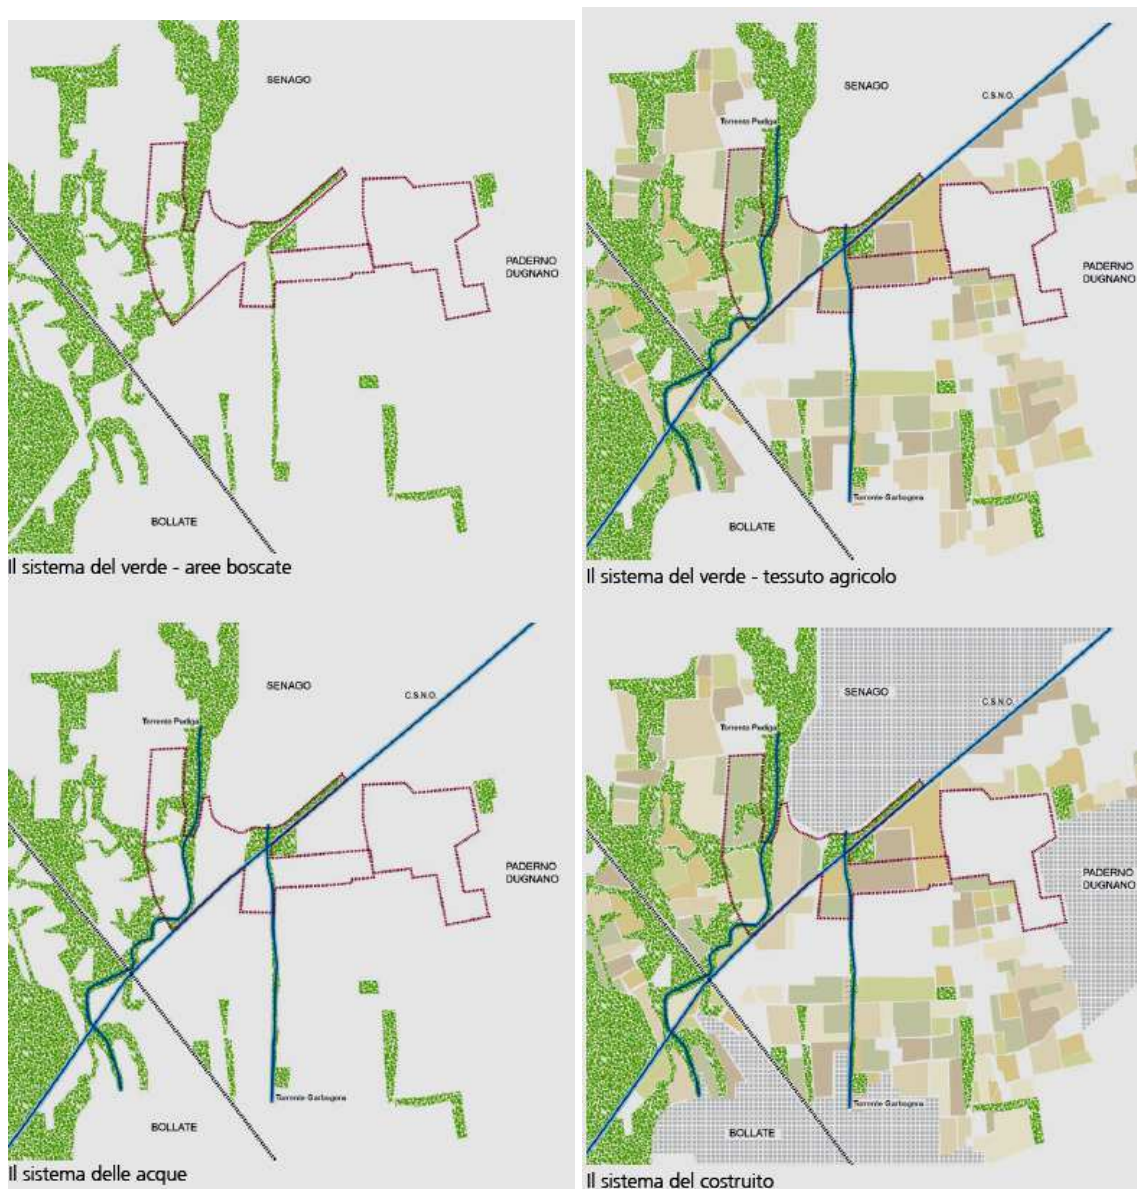 SENAGO
PADERNO
DUGNANO
BOLLATE
Il sistema del verde - aree boscate
SENAGO
C.S.N.O.
Torrente Pudiga
PADERNO
DUGNANO
Torrente Garbogera
BOLLATE
Il sistema del verde - tessuto agricolo
SENAGO
C.S.N.O.
Torrente Pudiga
PADERNO
DUGNANO
Torrente Garbogera
BOLLATE
Il sistema delle acque
SENAGO
C.S.N.O.
Torrente Pudiga
PADERNO
DUGNANO
Torrente Garbogera
BOLLATE
Il sistema del costruito